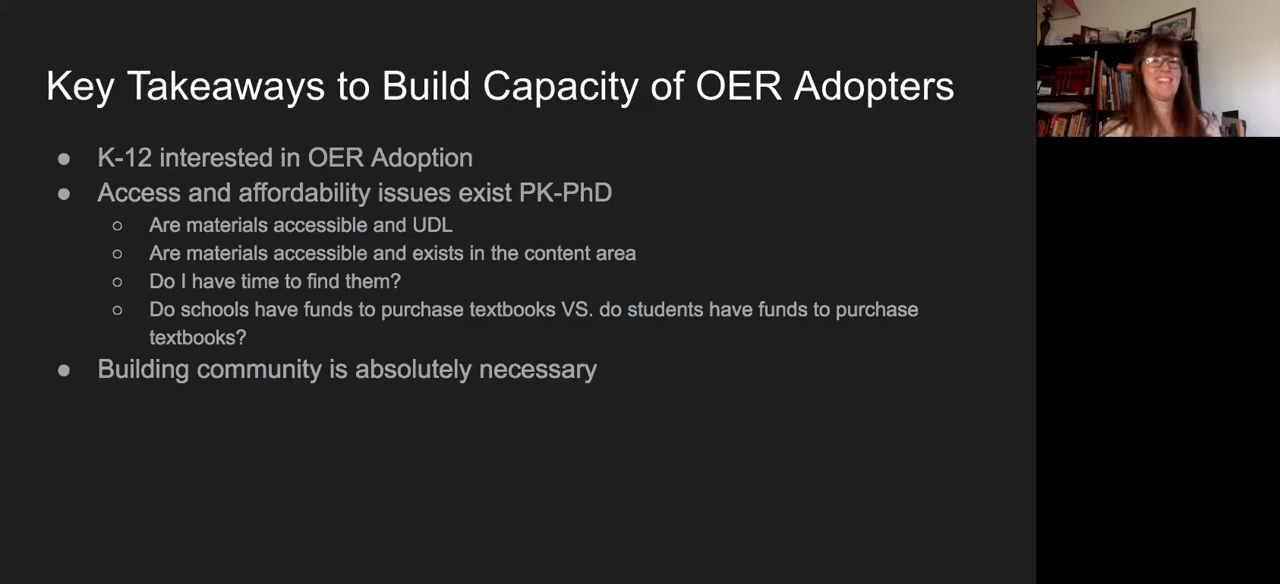 Key Takeaways to Build Capacity of OER Adopters
● K-12 interested in OER Adoption
● Access and affordability issues exist PK-PhD
○ Are materials accessible and UDL
○ Are materials accessible and exists in the content area
○ Do I have time to find them?
○ Do schools have funds to purchase textbooks VS. do students have funds to purchase
textbooks?
● Building community is absolutely necessary